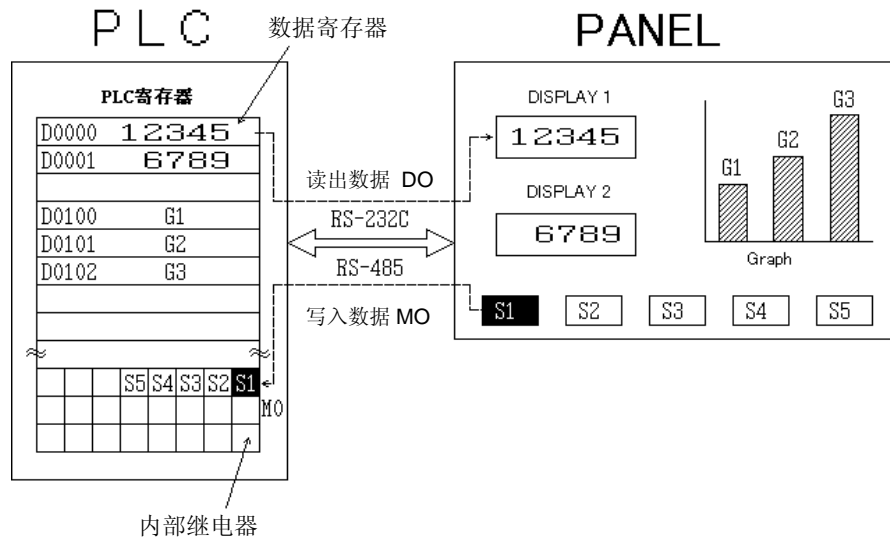 PLC
数据寄存器
PANEL
PLC寄存器
D0000 12345
D0001 6789
D0100 G1
D0101 G2
D0102 G3
S5 S4 S3 S2 S1
M0
内部继电器
读出数据 DO
RS-232C
RS-485
写入数据 MO
DISPLAY 1
12345
DISPLAY 2
6789
G1
G2
G3
Graph
S1 S2 S3 S4 S5